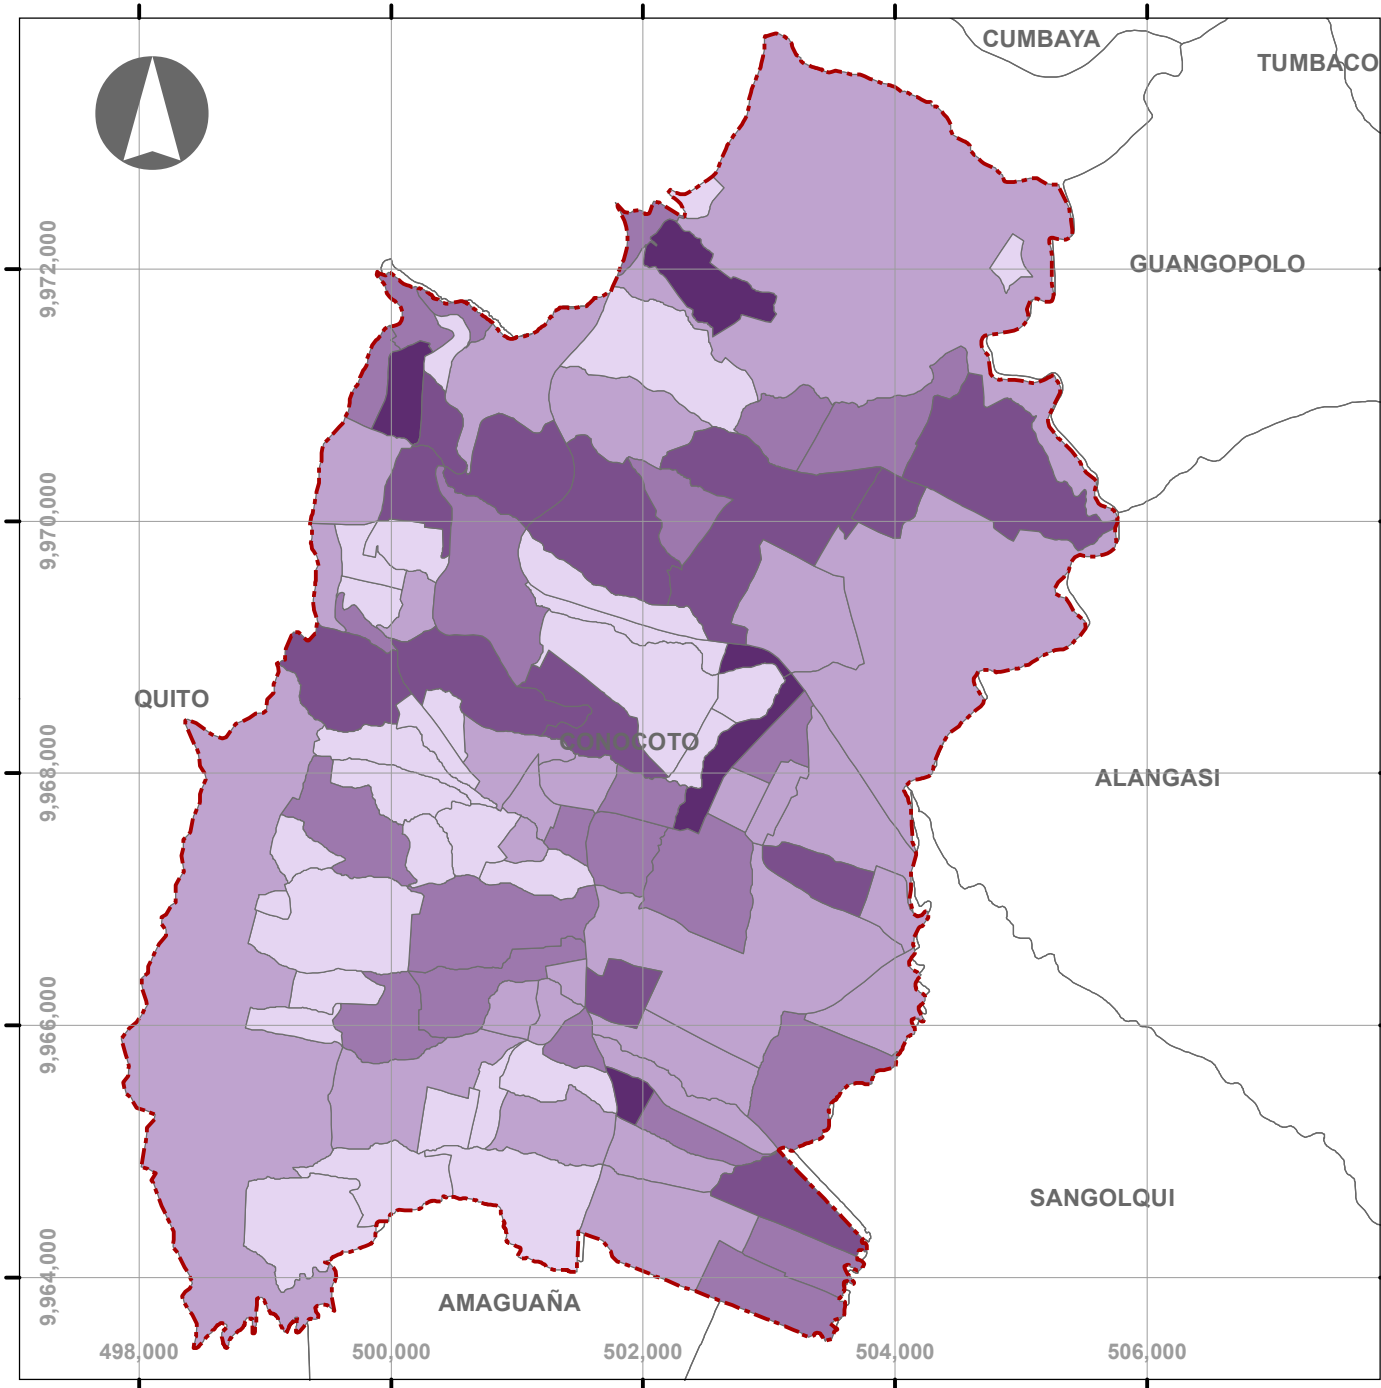 CUMBAYA
TUMBACO
GUANGOPOLO
9,972,000
9,970,000
QUITO
CONOCOTO
9,968,000
ALANGASI
9,966,000
SANGOLQUI
9,964,000
AMAGUAÑA
498,000
500,000
502,000
504,000
506,000